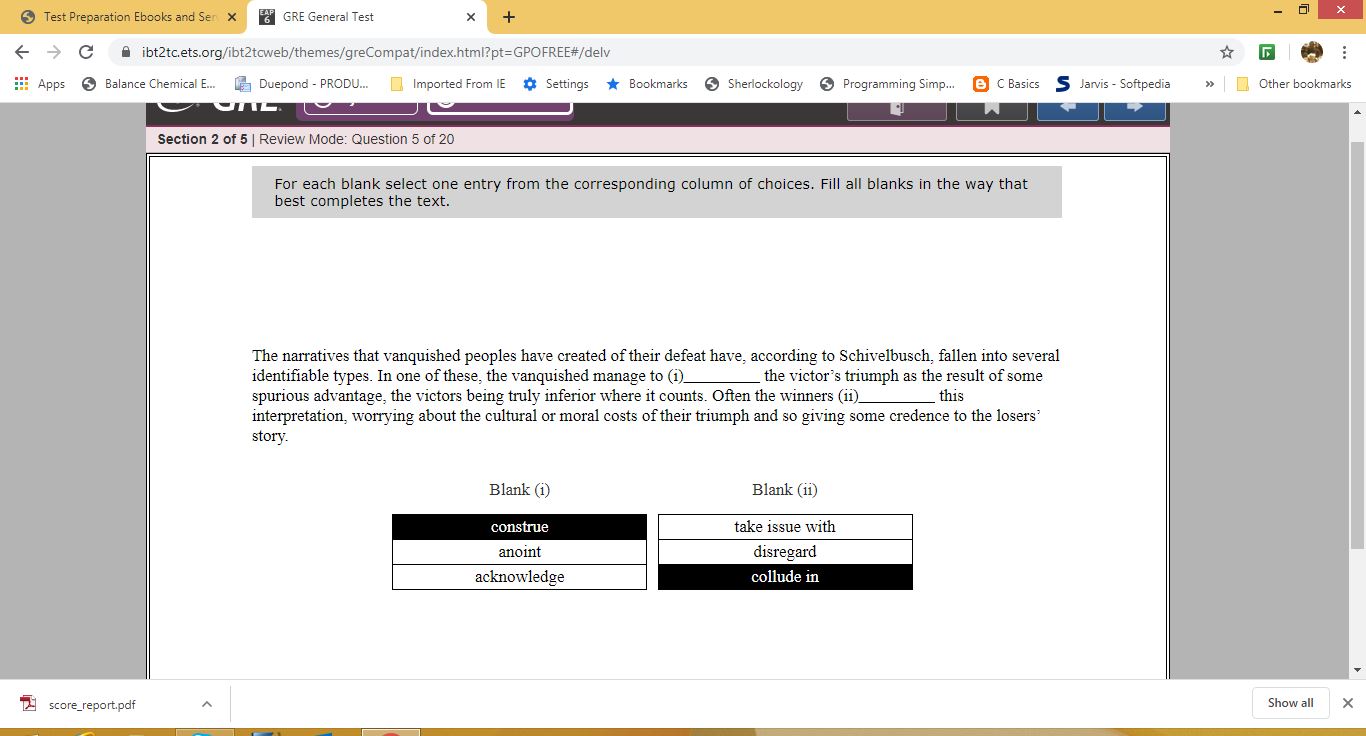 Test Preparation Ebooks and Ser
EAP 6 GRE General Test
ibt2tc.ets.org/ibt2tcweb/themes/greCompat/index.html?pt=GPOFREE#/delv
Apps Balance Chemical E... Duepond - PRODU... Imported From IE Settings Bookmarks Sherlockology Programming Simp... C Basics Jarvis - Softpedia » Other bookmarks
Section 2 of 5 | Review Mode: Question 5 of 20
For each blank select one entry from the corresponding column of choices. Fill all blanks in the way that
best completes the text.
The narratives that vanquished peoples have created of their defeat have, according to Schivelbusch, fallen into several
identifiable types. In one of these, the vanquished manage to (i)__________ the victor’s triumph as the result of some
spurious advantage, the victors being truly inferior where it counts. Often the winners (ii)__________ this
interpretation, worrying about the cultural or moral costs of their triumph and so giving some credence to the losers’
story.
Blank (i) Blank (ii)
construe take issue with
anoint disregard
acknowledge collude in
score_report.pdf Show all